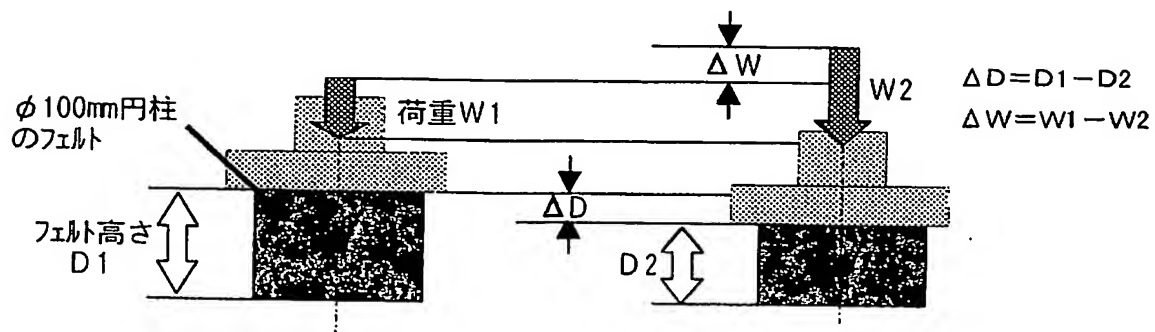 φ100mm円柱
のフェルト
荷重W1
ΔW
W2
ΔD=D1-D2
ΔW=W1-W2
フェルト高さ
D1
ΔD
D2